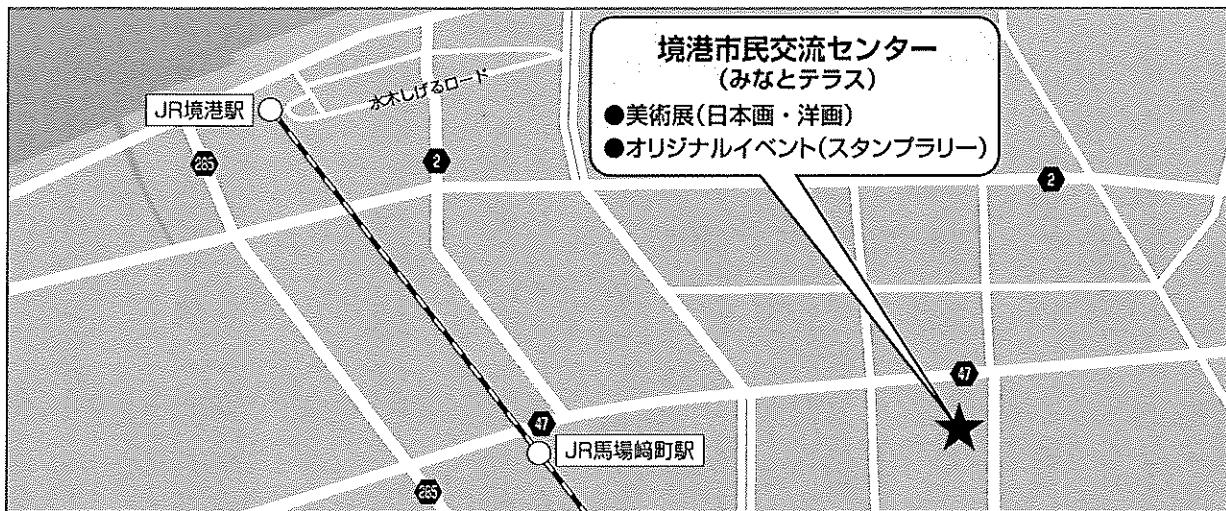 境港市民交流センター
(みなとテラス)
●美術展(日本画・洋画)
●オリジナルイベント(スタンプラリー)
JR境港駅
水木しげるロード
285
2
2
47
47
JR馬場﨑町駅
285